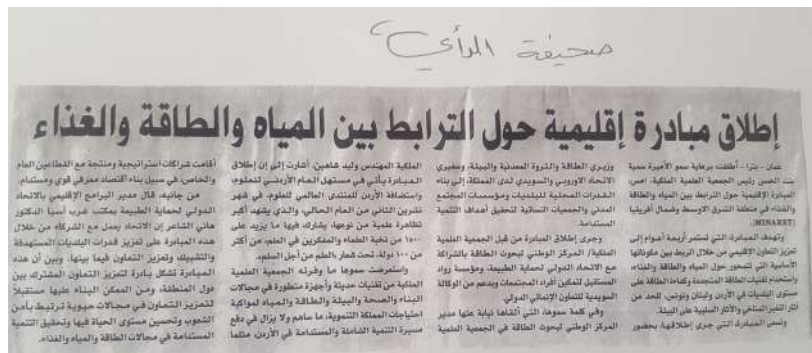 صحيفة الرأي
إطلاق مبادرة إقليمية حول الترابط بين المياه والطاقة والغذاء
عمان - بترا - أطلقت برعاية سمو الأميرة سمية
بنت الحسن رئيس الجمعية العلمية الملكية، امس،
المبادرة الإقليمية حول الترابط بين المياه والطاقة
والغذاء في منطقة الشرق الاوسط وشمال أفريقيا
(MINARET).
وتهدف المبادرة، التي تستمر أربعة أعوام إلى
تعزيز التعاون الإقليمي من خلال الربط بين مكوناتها
الأساسية التي تتمحور حول المياه والطاقة والغذاء،
واستخدام تقنيات الطاقة المتجددة وكفاءة الطاقة على
مستوى البلديات في الأردن ولبنان وتونس، للحد من
آثار التغير المناخي والآثار السلبية على البيئة.
وتسعى المبادرة، التي جرى إطلاقها، بحضور
وزيري الطاقة والثروة المعدنية والبيئة، وسفيري
الاتحاد الاوروبي والسويدي لدى المملكة، إلى بناء
القدرات المحلية للبلديات ومؤسسات المجتمع
المدني والجمعيات النسائية لتحقيق أهداف التنمية
المستدامة.
وجرى إطلاق المبادرة من قبل الجمعية العلمية
الملكية/ المركز الوطني لبحوث الطاقة بالشراكة
مع الاتحاد الدولي لحماية الطبيعة، ومؤسسة رواد
المستقبل لتمكين أفراد المجتمعات وبدعم من الوكالة
السويدية للتعاون الإنمائي الدولي.
وفي كلمة سموها، التي ألقاها نيابة عنها مدير
المركز الوطني لبحوث الطاقة في الجمعية العلمية
الملكية المهندس وليد شاهين، أشارت إلى إن إطلاق
المبادرة يأتي في مستهل العام الأردني للعلوم،
واستضافة الأردن للمنتدى العالمي للعلوم، في شهر
تشرين الثاني من العام الحالي، والذي يشهد أكبر
تظاهرة علمية من نوعها، يشارك فيها ما يزيد على
١٥٠٠ من نخبة العلماء والمفكرين في العلم، من أكثر
من ١٠٠ دولة، تحت شعار بالعلم من أجل السلم.
واستعرضت سموها ما وفرته الجمعية العلمية
الملكية من تقنيات حديثة وأجهزة متطورة في مجالات
البناء والصحة والبيئة والطاقة والمياه لمواكبة
احتياجات المملكة التنموية، ما ساهم ولا يزال في دفع
مسيرة التنمية الشاملة والمستدامة في الأردن، مثلما
أقامت شراكات استراتيجية ومنتجة مع القطاعين العام
والخاص، في سبيل بناء اقتصاد معرفي قوي ومستدام.
من جانبه، قال مدير البرامج الإقليمي بالاتحاد
الدولي لحماية الطبيعة بمكتب غرب آسيا الدكتور
هاني الشاعر إن الاتحاد يعمل مع الشركاء من خلال
هذه المبادرة على تعزيز قدرات البلديات المستهدفة
والتشبيك وتعزيز التعاون فيما بينها. وبين أن هذه
المبادرة تشكل بادرة لتعزيز التعاون المشترك بين
دول المنطقة، ومن الممكن البناء عليها مستقبلا
لتعزيز التعاون في مجالات حيوية ترتبط بأمن
الشعوب وتحسين مستوى الحياة فيها وتحقيق التنمية
المستدامة في مجالات الطاقة والمياه والغذاء.